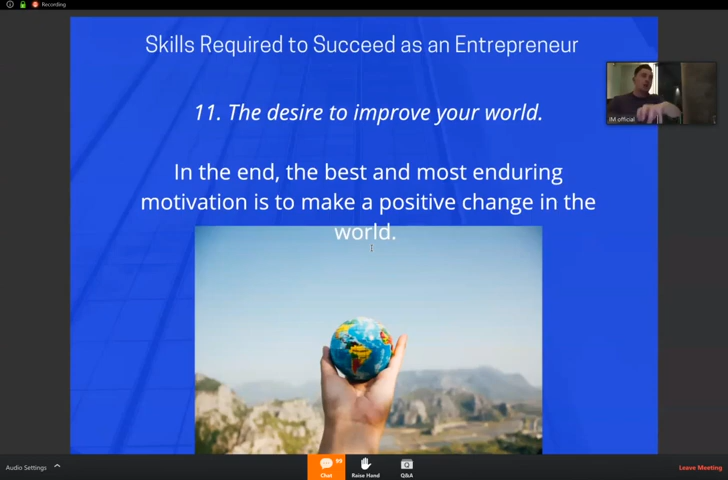 Recording
Skills Required to Succeed as an Entrepreneur
11. The desire to improve your world.
In the end, the best and most enduring
motivation is to make a positive change in the
world.
JM official
Audio Settings
Chat
99
Raise Hand
Q&A
Leave Meeting